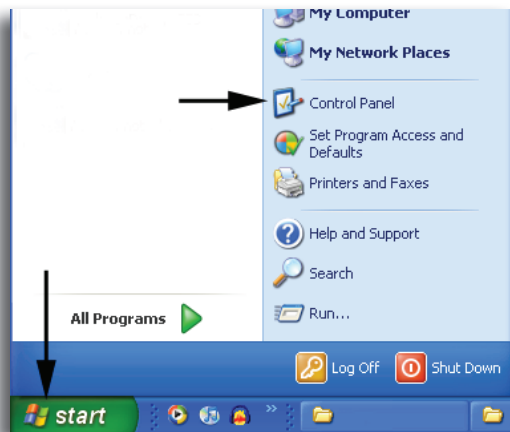 My Computer
My Network Places
Control Panel
Set Program Access and
Defaults
Printers and Faxes
Help and Support
Search
Run...
All Programs
Log Off
Shut Down
start
»